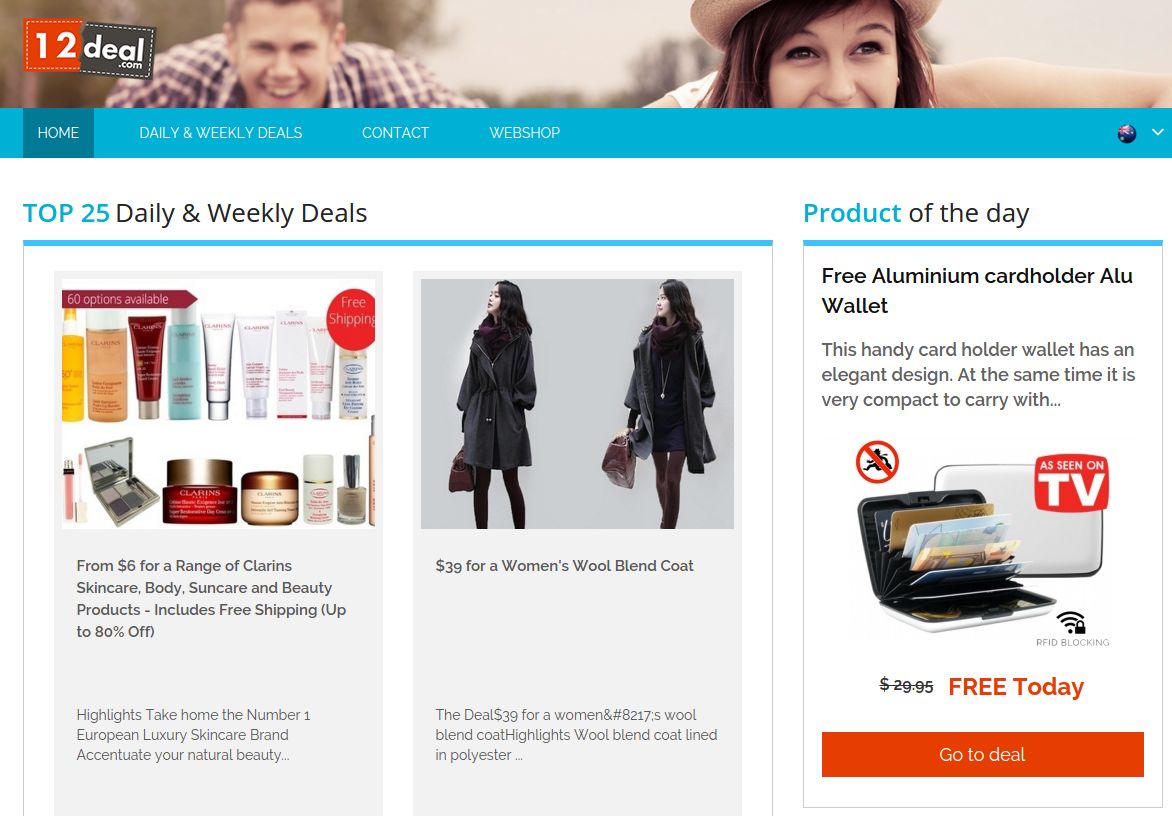 12deal
.com
HOME
DAILY & WEEKLY DEALS
CONTACT
WEBSHOP
TOP 25 Daily & Weekly Deals
60 options available
Free
Shipping
CLARINS
CLARINS
CLARINS
CLARINS
CLARINS
CLARINS
CLARINS
From $6 for a Range of Clarins
Skincare, Body, Suncare and Beauty
Products - Includes Free Shipping (Up
to 80% Off)
Highlights Take home the Number 1
European Luxury Skincare Brand
Accentuate your natural beauty...
$39 for a Women's Wool Blend Coat
The Deal$39 for a women&#8217;s wool
blend coatHighlights Wool blend coat lined
in polyester ...
Product of the day
Free Aluminium cardholder Alu
Wallet
This handy card holder wallet has an
elegant design. At the same time it is
very compact to carry with...
AS SEEN ON
TV
RFID BLOCKING
$ 29.95 FREE Today
Go to deal